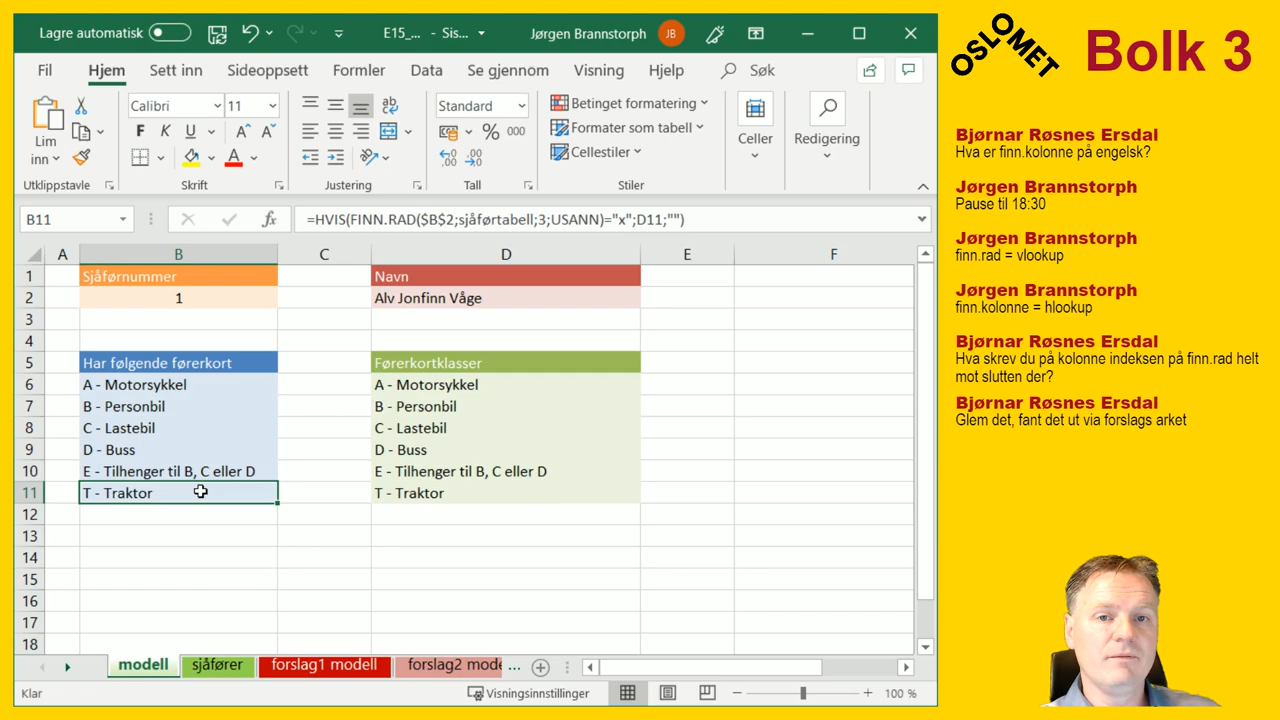 Lagre automatisk
E15_... - Sis...
Jørgen Brannstorph
JB
Fil
Hjem
Sett inn
Sideoppsett
Formler
Data
Se gjennom
Visning
Hjelp
Søk
Lim
inn
Utklippstavle
Calibri
11
F K U
A A
A
Skrift
ab
Justering
Standard
% 000
Tall
Betinget formatering
Formater som tabell
Cellestiler
Stiler
Celler
Redigering
B11
fx
=HVIS(FINN.RAD($B$2;sjåførtabell;3;USANN)="x";D11;"")
A B C D E F
1 Sjåførnummer Navn
2 1 Alv Jonfinn Våge
3
4
5 Har følgende førerkort Førerkortklasser
6 A - Motorsykkel A - Motorsykkel
7 B - Personbil B - Personbil
8 C - Lastebil C - Lastebil
9 D - Buss D - Buss
10 E - Tilhenger til B, C eller D E - Tilhenger til B, C eller D
11 T - Traktor T - Traktor
12
13
14
15
16
17
18
modell
sjåfører
forslag1 modell
forslag2 mode ...
Klar
Visningsinnstillinger
100 %
OSLOMET
Bolk 3
Bjørnar Røsnes Ersdal
Hva er finn.kolonne på engelsk?
Jørgen Brannstorph
Pause til 18:30
Jørgen Brannstorph
finn.rad = vlookup
Jørgen Brannstorph
finn.kolonne = hlookup
Bjørnar Røsnes Ersdal
Hva skrev du på kolonne indeksen på finn.rad helt
mot slutten der?
Bjørnar Røsnes Ersdal
Glem det, fant det ut via forslags arket